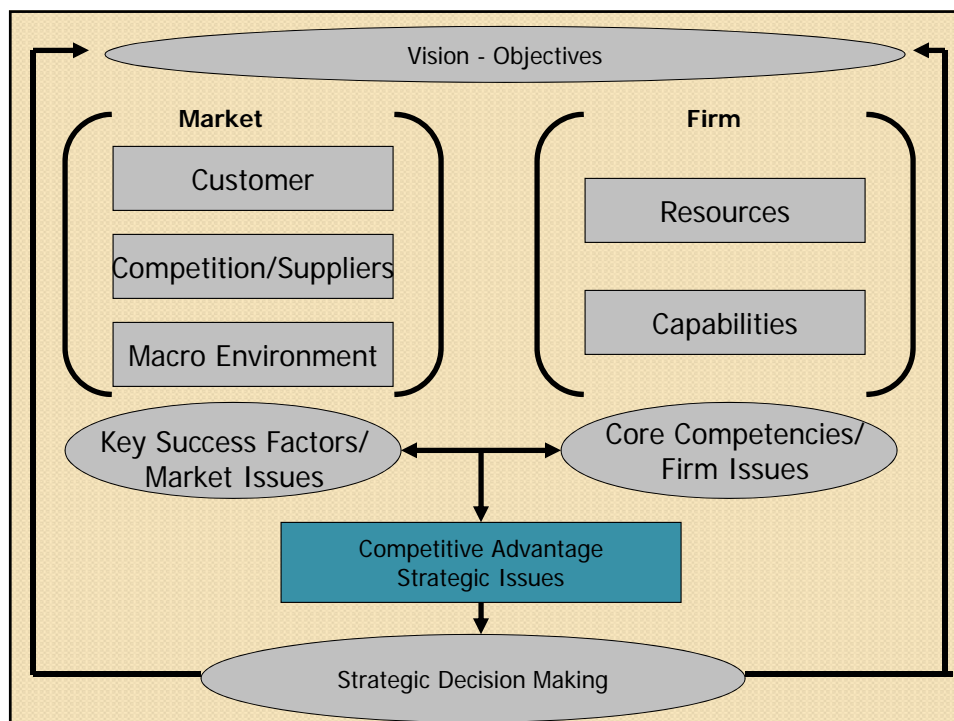 Vision - Objectives
Market
Customer
Competition/Suppliers
Macro Environment
Key Success Factors/
Market Issues
Firm
Resources
Capabilities
Core Competencies/
Firm Issues
Competitive Advantage
Strategic Issues
Strategic Decision Making